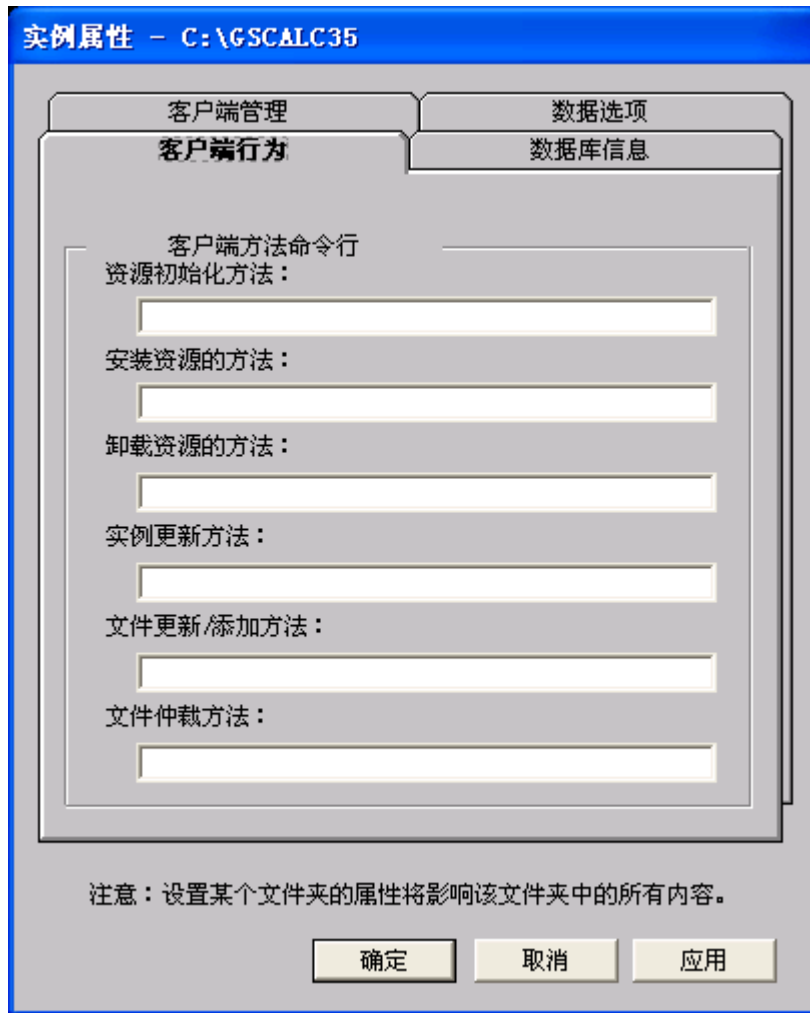 实例属性 - C:\GSCALC35
客户端管理
数据选项
客户端行为
数据库信息
客户端方法命令行
资源初始化方法：
安装资源的方法：
卸载资源的方法：
实例更新方法：
文件更新/添加方法：
文件仲裁方法：
注意：设置某个文件夹的属性将影响该文件夹中的所有内容。
确定
取消
应用